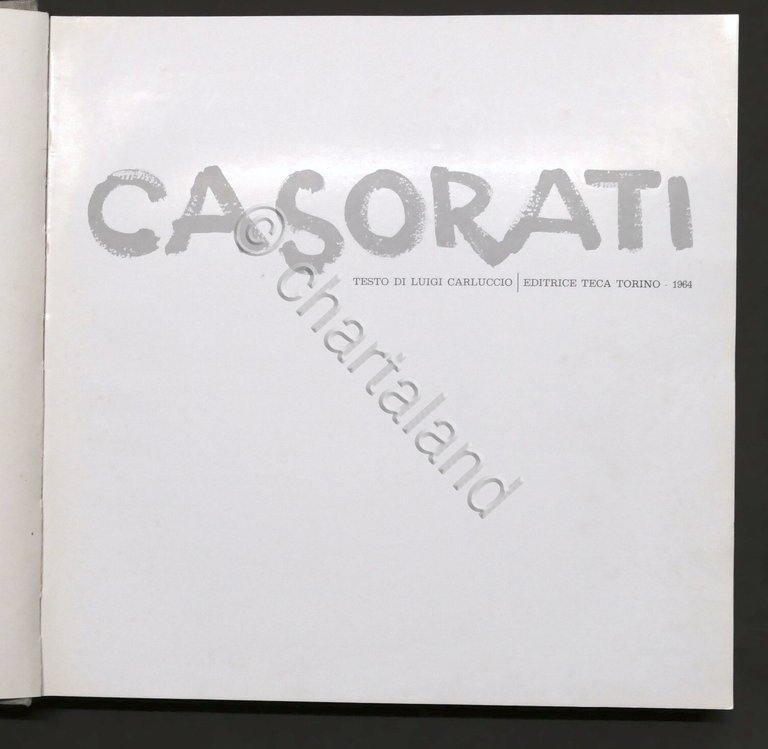 CASORATI
TESTO DI LUIGI CARLUCCIO | EDITRICE TECA TORINO - 1964
© chartaland